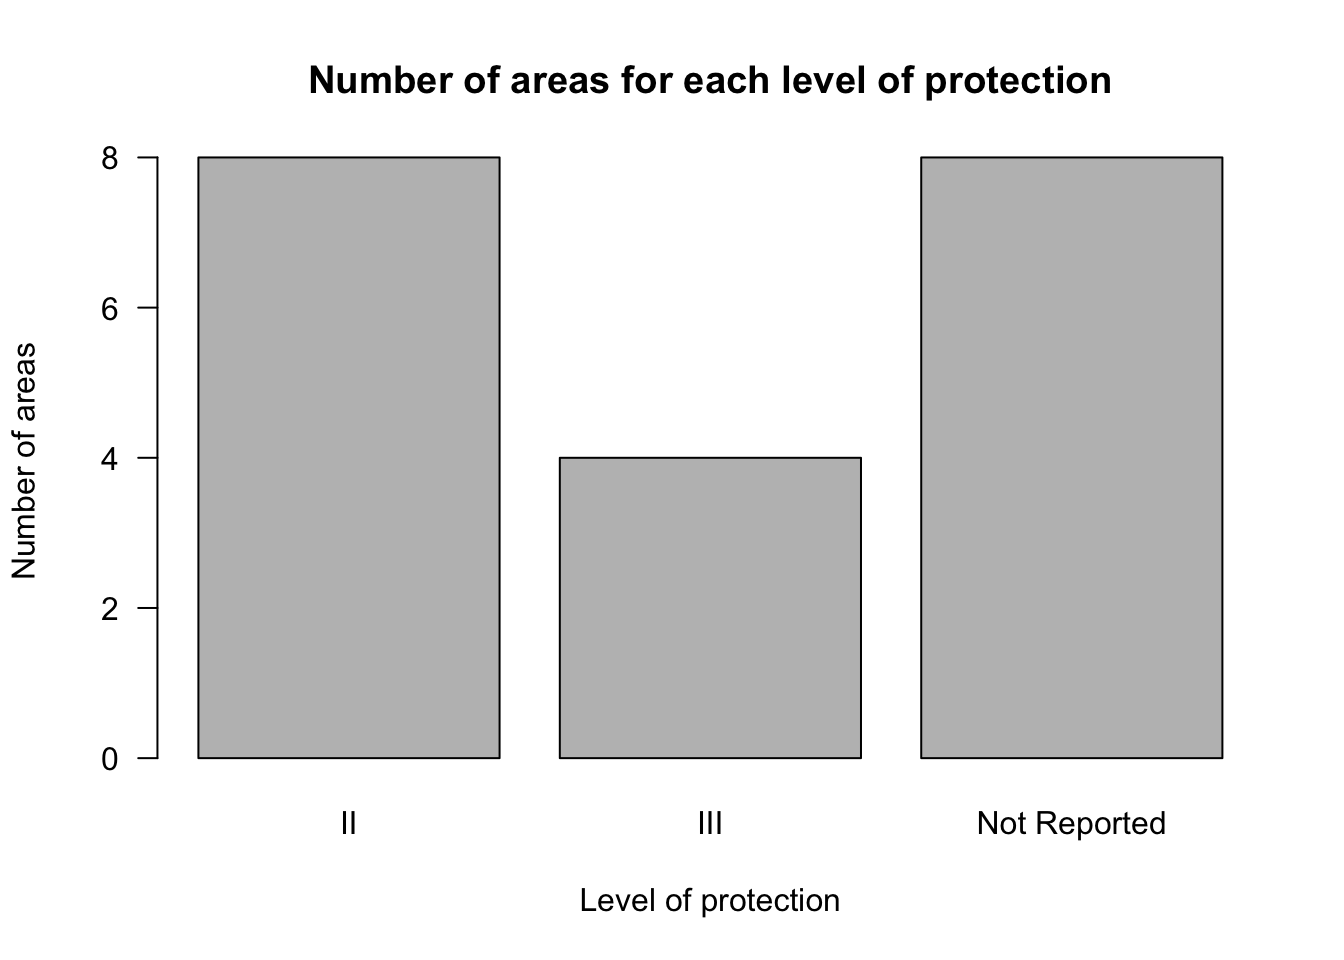 Number of areas for each level of protection
Number of areas
8
6
4
2
0
II
III
Not Reported
Level of protection